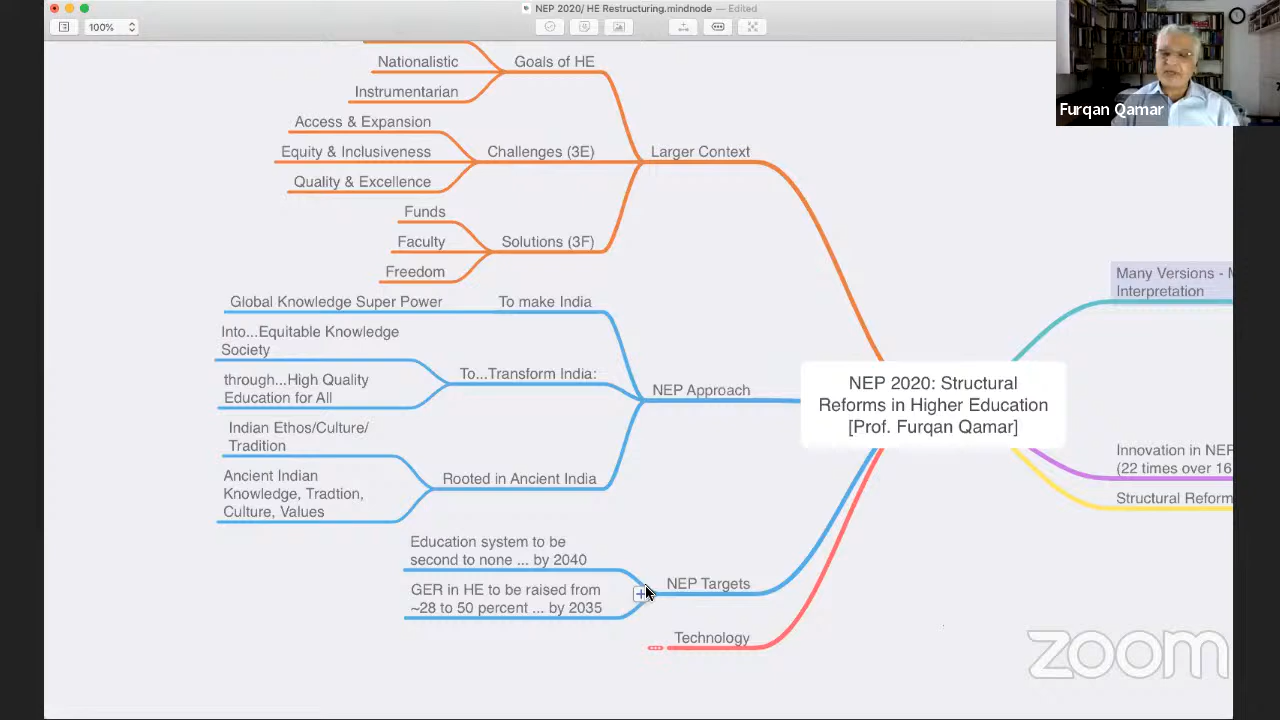 NEP 2020/ HE Restructuring.mindnode — Edited
100%
Furqan Qamar
Nationalistic
Goals of HE
Instrumentarian
Access & Expansion
Equity & Inclusiveness
Challenges (3E)
Larger Context
Quality & Excellence
Funds
Faculty
Solutions (3F)
Freedom
Global Knowledge Super Power
To make India
Into...Equitable Knowledge
Society
To...Transform India:
through...High Quality
Education for All
NEP Approach
Indian Ethos/Culture/
Tradition
Ancient Indian
Knowledge, Tradtion,
Culture, Values
Rooted in Ancient India
Education system to be
second to none ... by 2040
NEP Targets
GER in HE to be raised from
~28 to 50 percent ... by 2035
Technology
NEP 2020: Structural
Reforms in Higher Education
[Prof. Furqan Qamar]
Many Versions -
Interpretation
Innovation in NEP
(22 times over 16
Structural Reform
zoom